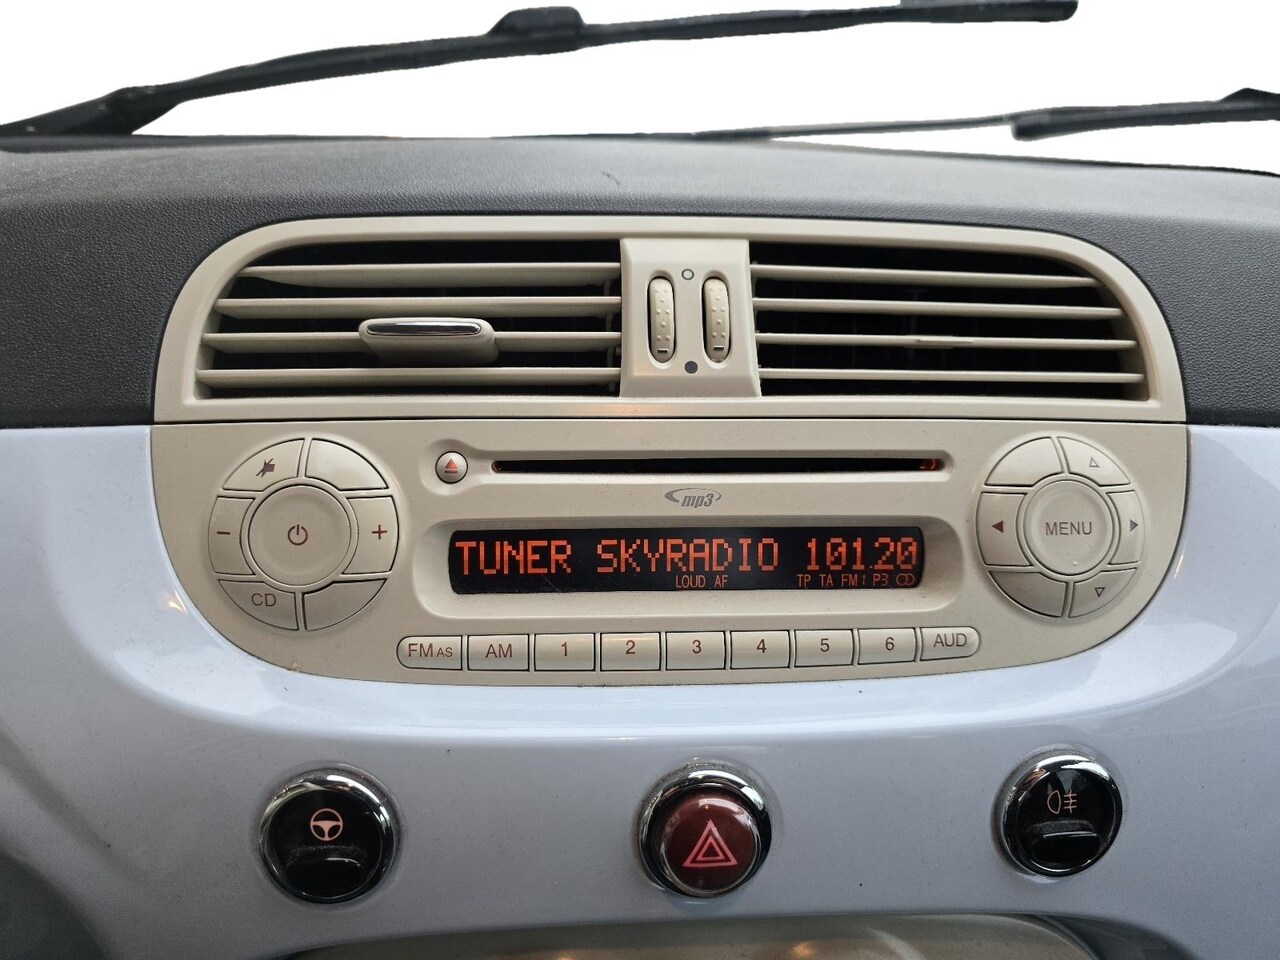 mp3
TUNER SKYRADIO 101.20
LOUD AF TP TA FM1 P3
MENU
CD
FM AS AM 1 2 3 4 5 6 AUD